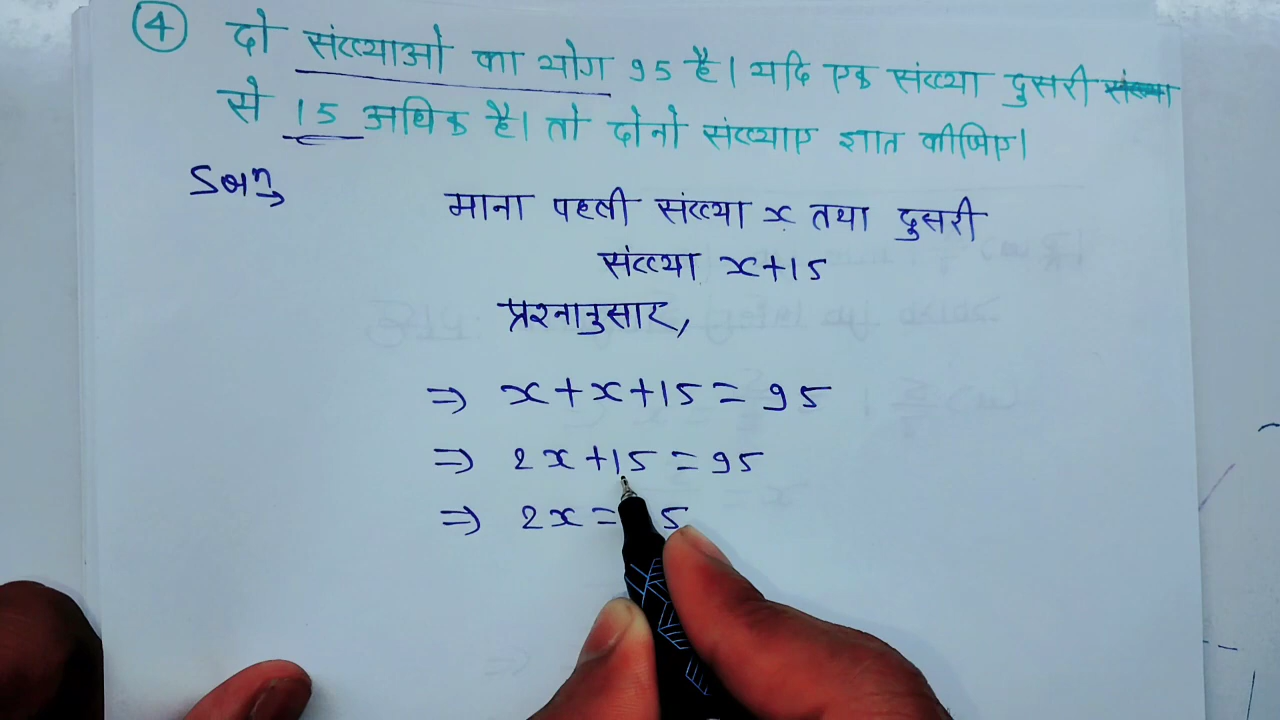 ④ दो संख्याओ का योग 95 है। यदि एक संख्या दुसरी संख्या
से 15 अधिक है। तो दोनो संख्याए ज्ञात कीजिए।
Solⁿ→
माना पहली संख्या x तथा दुसरी
संख्या x+15
प्रश्नानुसार,
⇒ x+x+15=95
⇒ 2x+15=95
⇒ 2x= 5